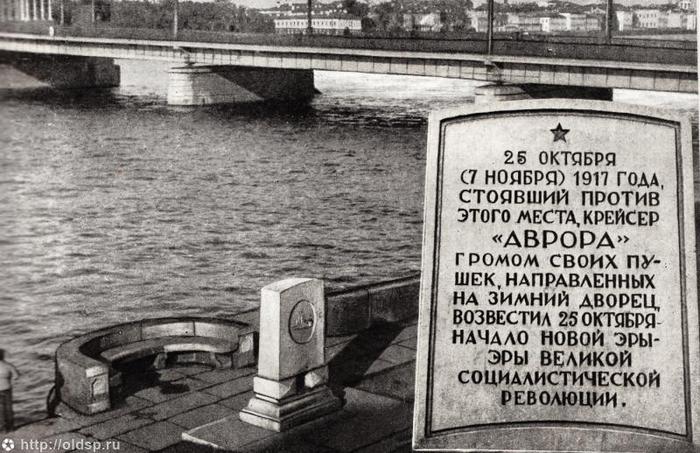 25 ОКТЯБРЯ
(7 НОЯБРЯ) 1917 ГОДА,
СТОЯВШИЙ ПРОТИВ
ЭТОГО МЕСТА, КРЕЙСЕР
«АВРОРА»
ГРОМОМ СВОИХ ПУ-
ШЕК, НАПРАВЛЕННЫХ
НА ЗИМНИЙ ДВОРЕЦ,
ВОЗВЕСТИЛ 25 ОКТЯБРЯ-
НАЧАЛО НОВОЙ ЭРЫ-
ЭРЫ ВЕЛИКОЙ
СОЦИАЛИСТИЧЕСКОЙ
РЕВОЛЮЦИИ.
http://oldsp.ru